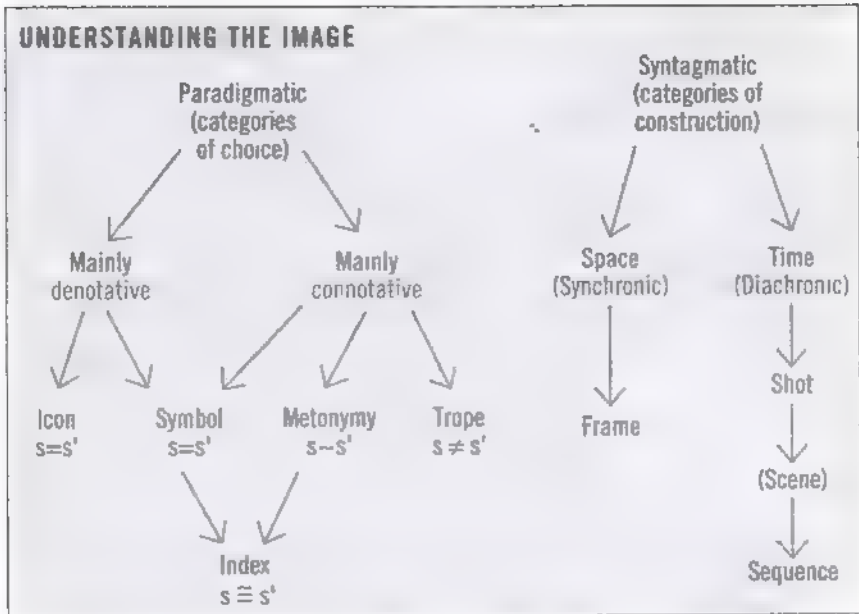 UNDERSTANDING THE IMAGE
Paradigmatic
(categories
of choice)
Syntagmatic
(categories of
construction)
Mainly
denotative
Mainly
connotative
Space
(Synchronic)
Time
(Diachronic)
Icon
s=s'
Symbol
s=s'
Metonymy
s~s'
Trope
s ≠ s'
Index
s ≅ s'
Frame
Shot
(Scene)
Sequence